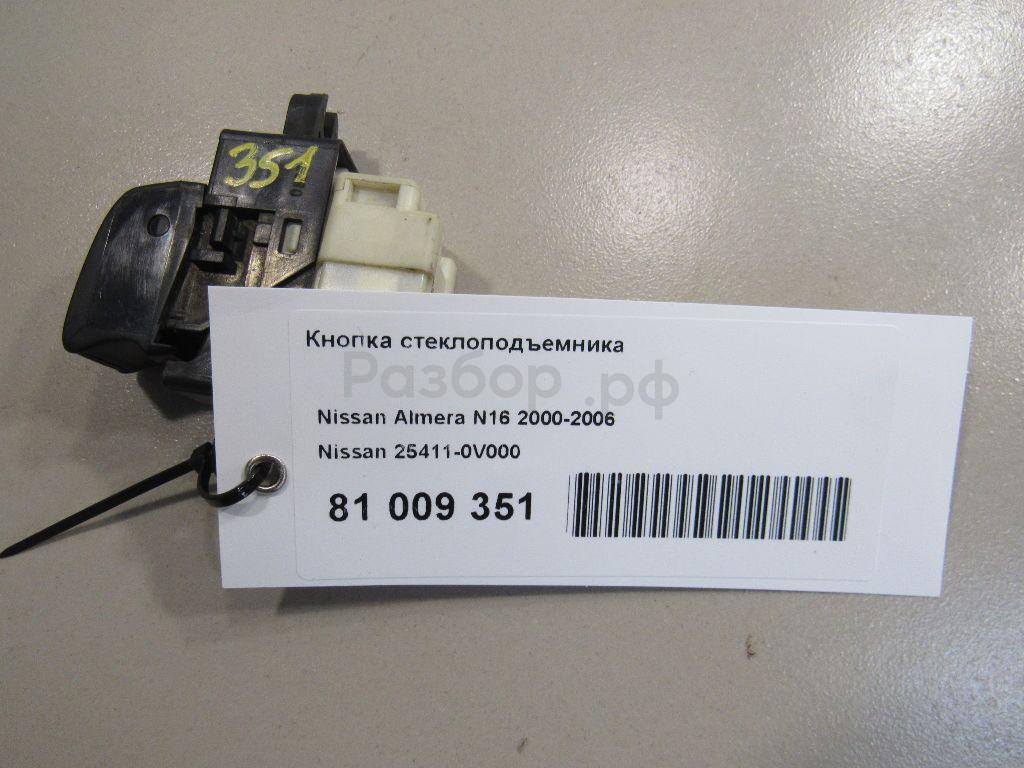 351
Кнопка стеклоподъемника
Разбор.рф
Nissan Almera N16 2000-2006
Nissan 25411-0V000
81 009 351